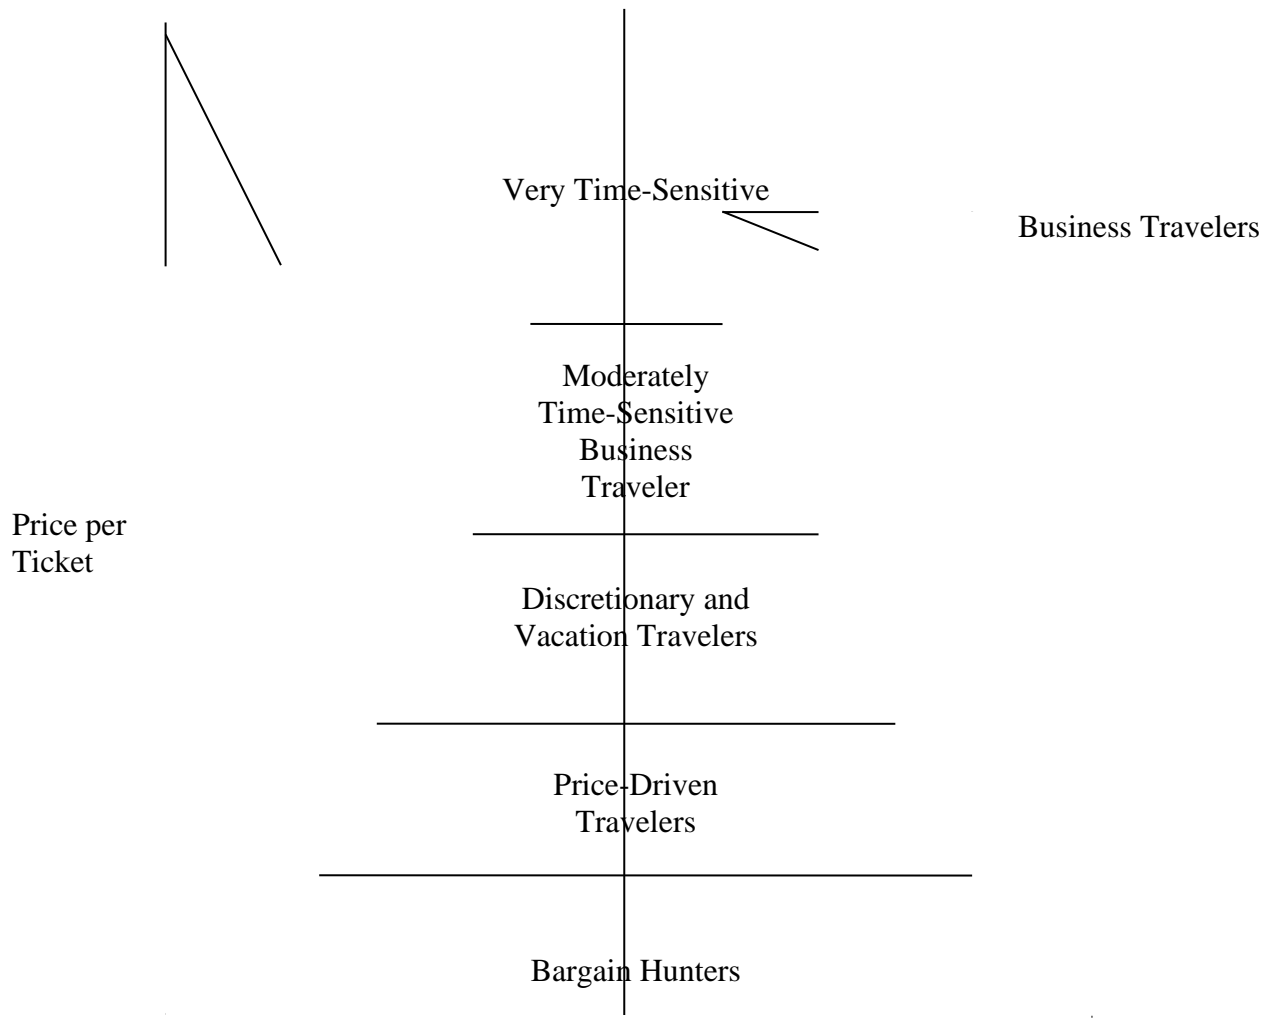 Very Time-Sensitive
Business Travelers
Moderately
Time-Sensitive
Business
Traveler
Price per
Ticket
Discretionary and
Vacation Travelers
Price-Driven
Travelers
Bargain Hunters